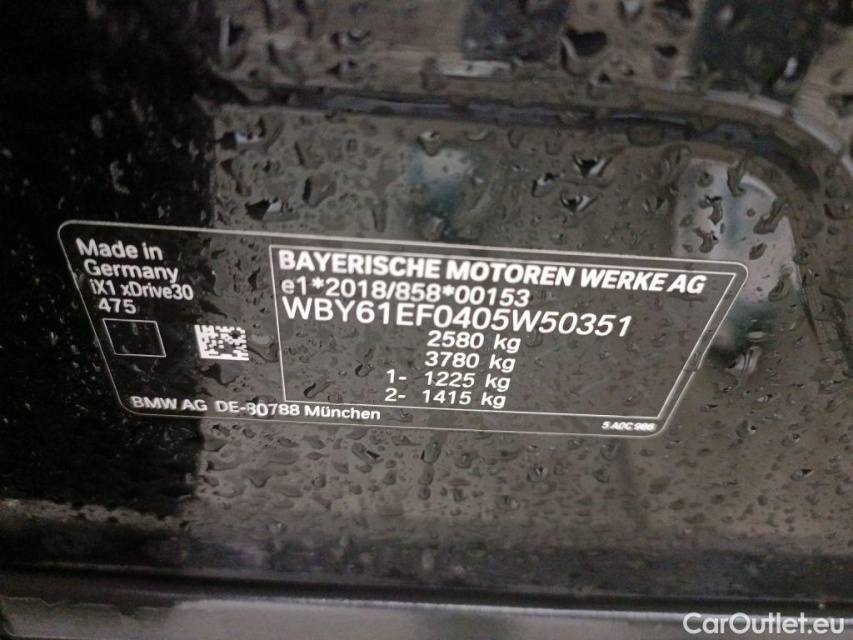 Made in
Germany
iX1 xDrive30
475
BMW AG DE-80788 München
BAYERISCHE MOTOREN WERKE AG
e1*2018/858*00153
WBY61EF0405W50351
2580 kg
3780 kg
1- 1225 kg
2- 1415 kg
5 A0C 986
CarOutlet.eu